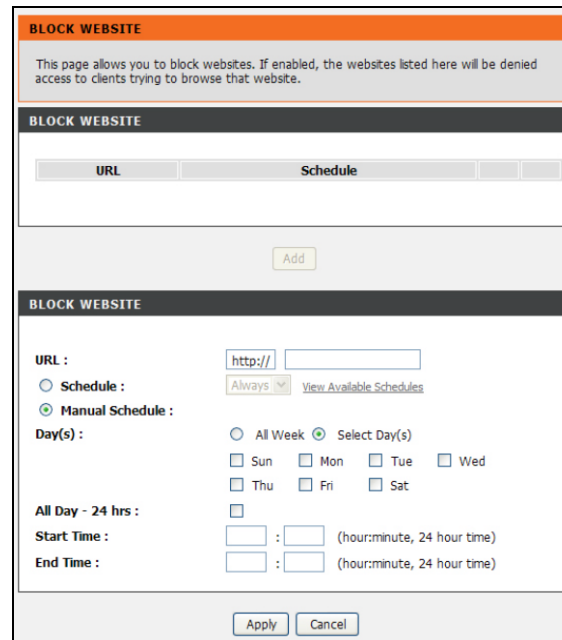 BLOCK WEBSITE
This page allows you to block websites. If enabled, the websites listed here will be denied
access to clients trying to browse that website.
BLOCK WEBSITE
URL Schedule
Add
BLOCK WEBSITE
URL : http://
Schedule : Always View Available Schedules
Manual Schedule :
Day(s) : All Week Select Day(s)
Sun Mon Tue Wed
Thu Fri Sat
All Day - 24 hrs :
Start Time : : (hour:minute, 24 hour time)
End Time : : (hour:minute, 24 hour time)
Apply Cancel